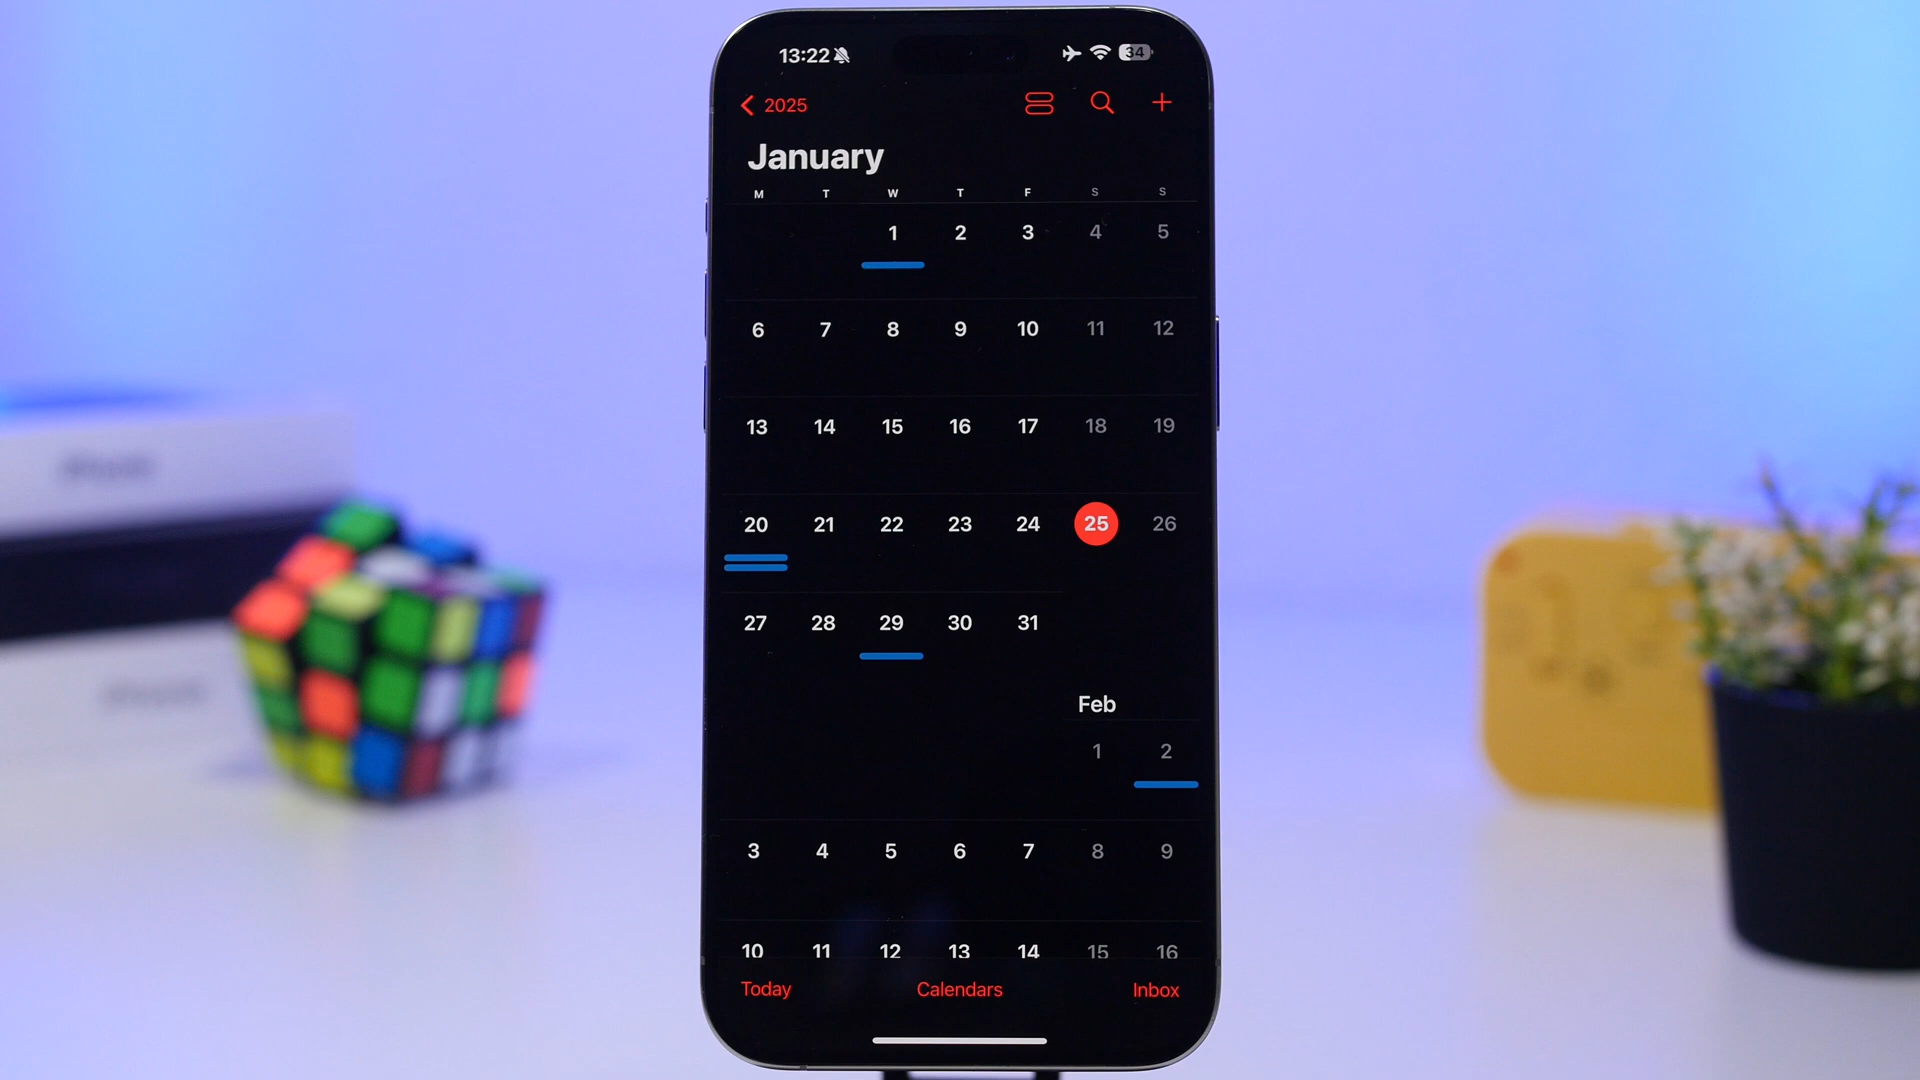 13:22 34
2025
January
M T W T F S S
1 2 3 4 5
6 7 8 9 10 11 12
13 14 15 16 17 18 19
20 21 22 23 24 25 26
27 28 29 30 31
Feb
1 2
3 4 5 6 7 8 9
10 11 12 13 14 15 16
Today Calendars Inbox